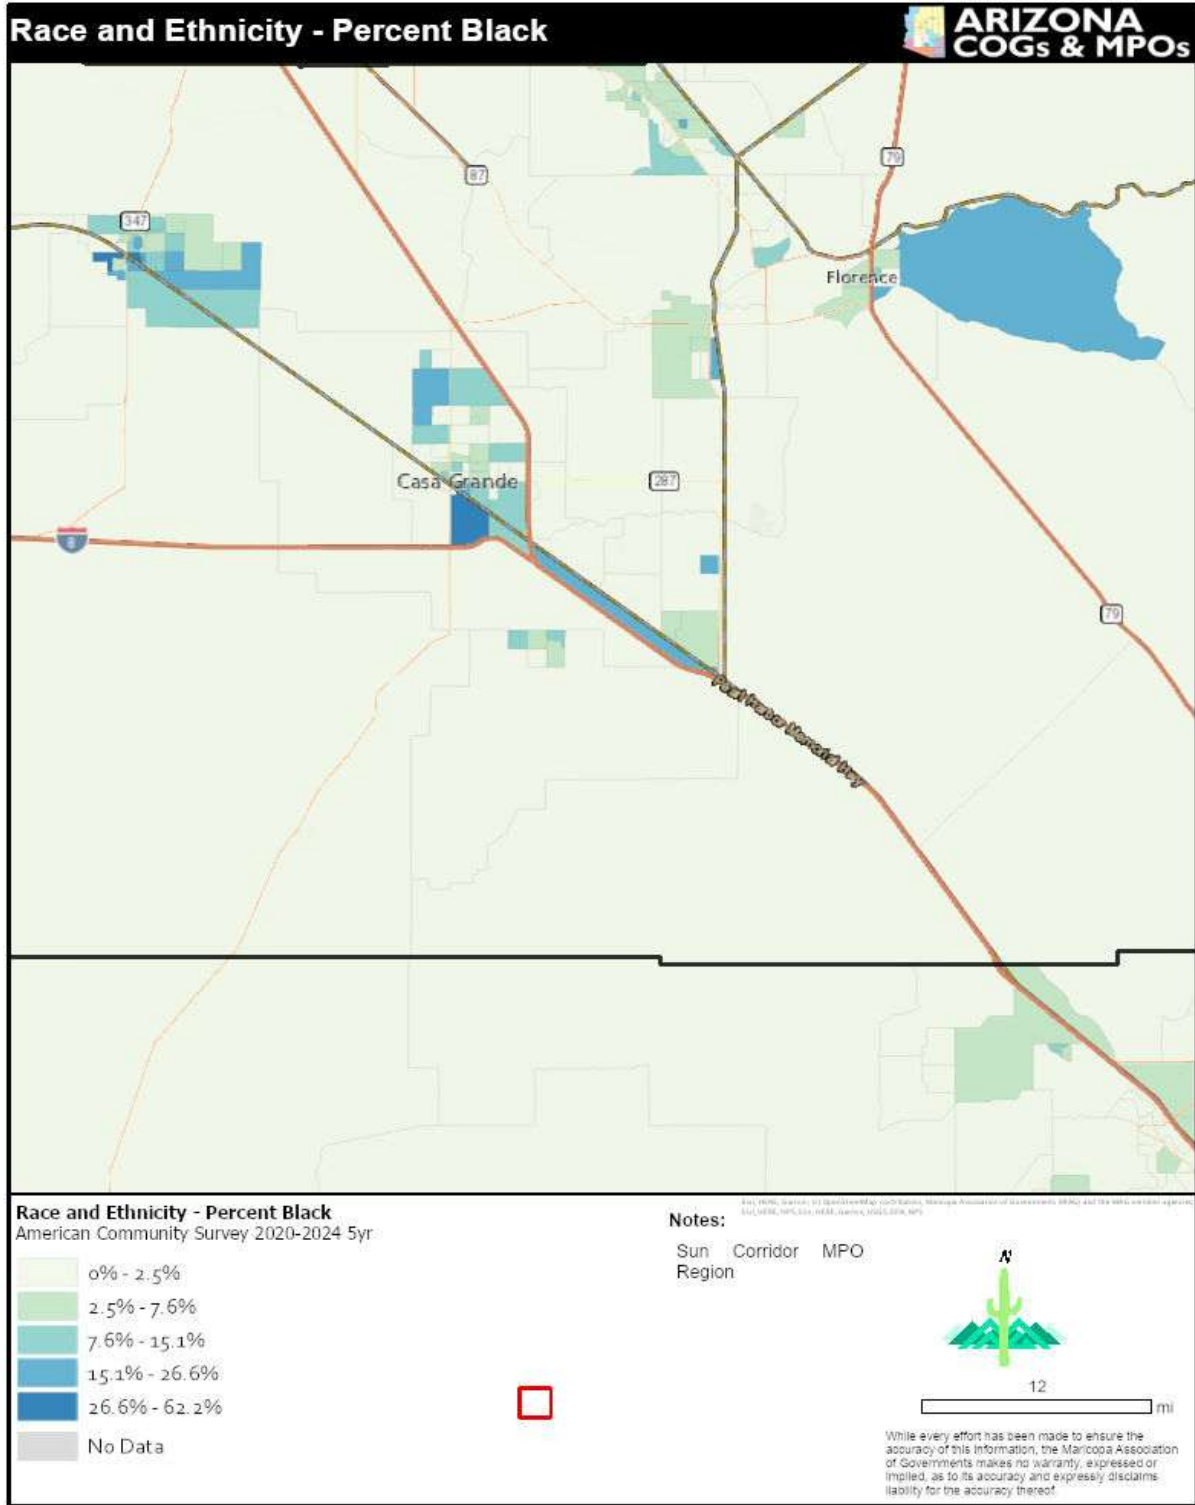 Race and Ethnicity - Percent Black
ARIZONA
COGs & MPOs
87
79
347
Florence
Casa Grande
287
8
79
Pearl Harbor Memorial Hwy
Race and Ethnicity - Percent Black
American Community Survey 2020-2024 5yr
0% - 2.5%
2.5% - 7.6%
7.6% - 15.1%
15.1% - 26.6%
26.6% - 62.2%
No Data
Notes:
Sun Corridor MPO
Region
N
12
mi
While every effort has been made to ensure the
accuracy of this information, the Maricopa Association
of Governments makes no warranty, expressed or
implied, as to its accuracy and expressly disclaims
liability for the accuracy thereof.